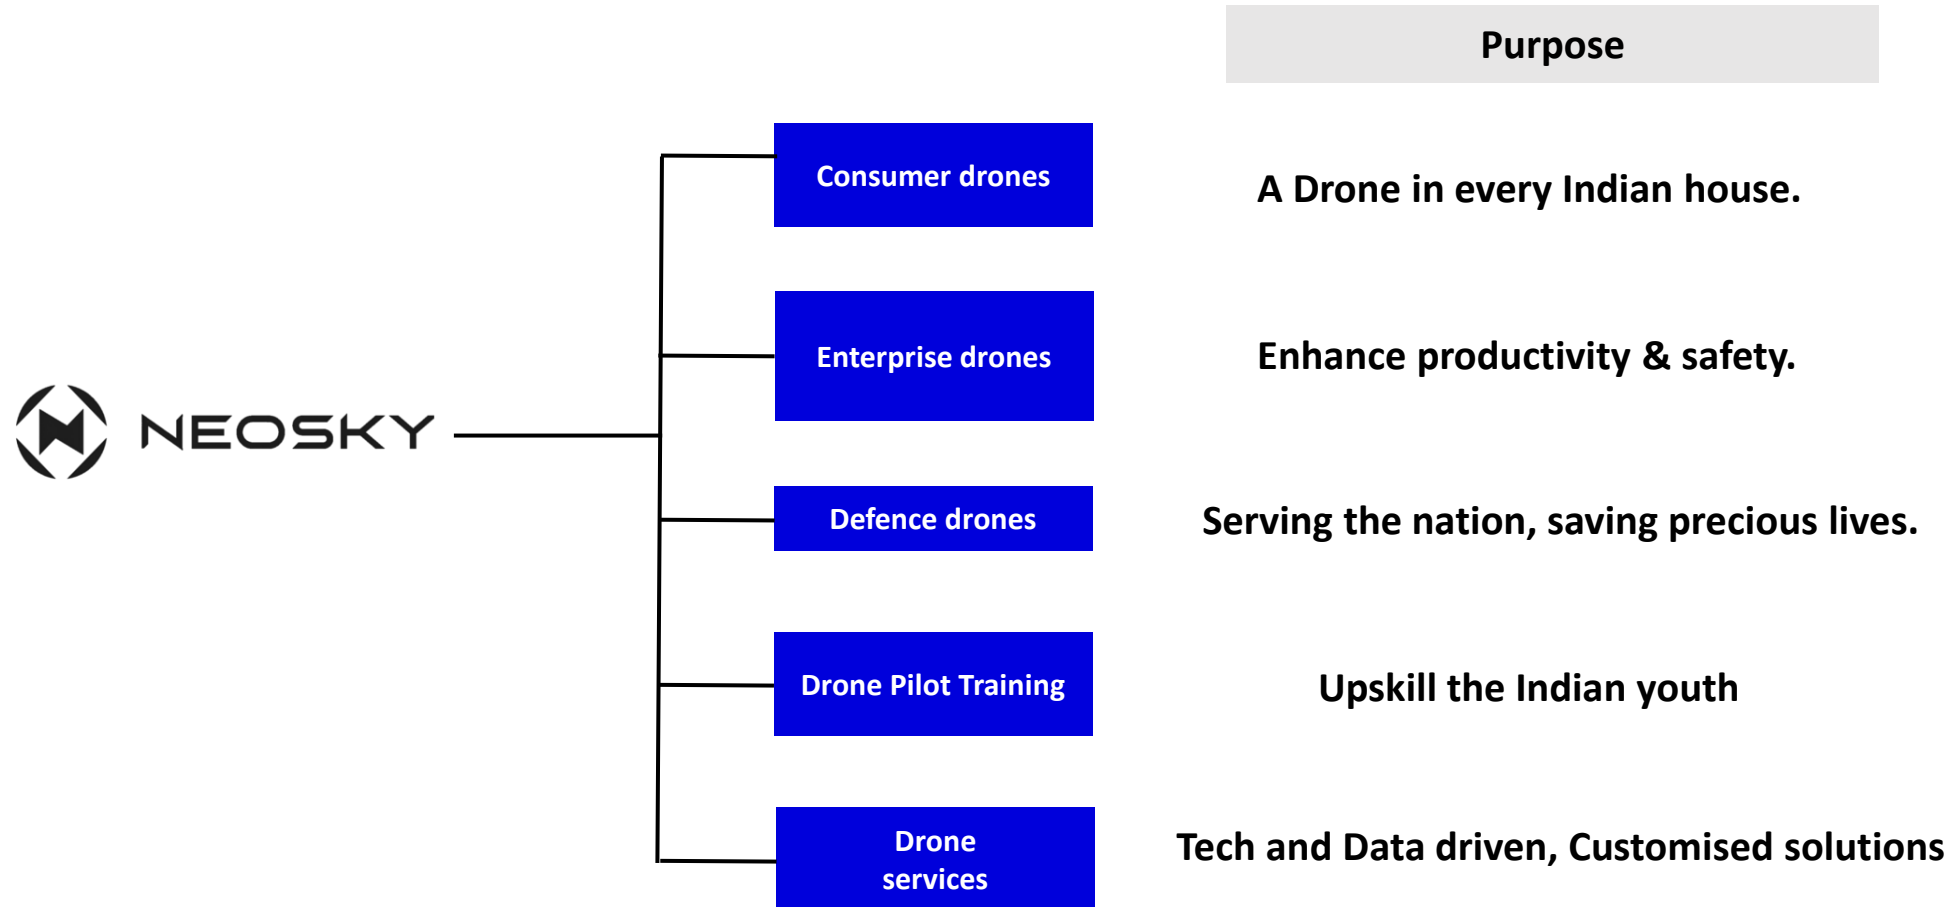 Purpose
Consumer drones
A Drone in every Indian house.
Enterprise drones
Enhance productivity & safety.
NEOSKY
Defence drones
Serving the nation, saving precious lives.
Drone Pilot Training
Upskill the Indian youth
Drone
services
Tech and Data driven, Customised solutions